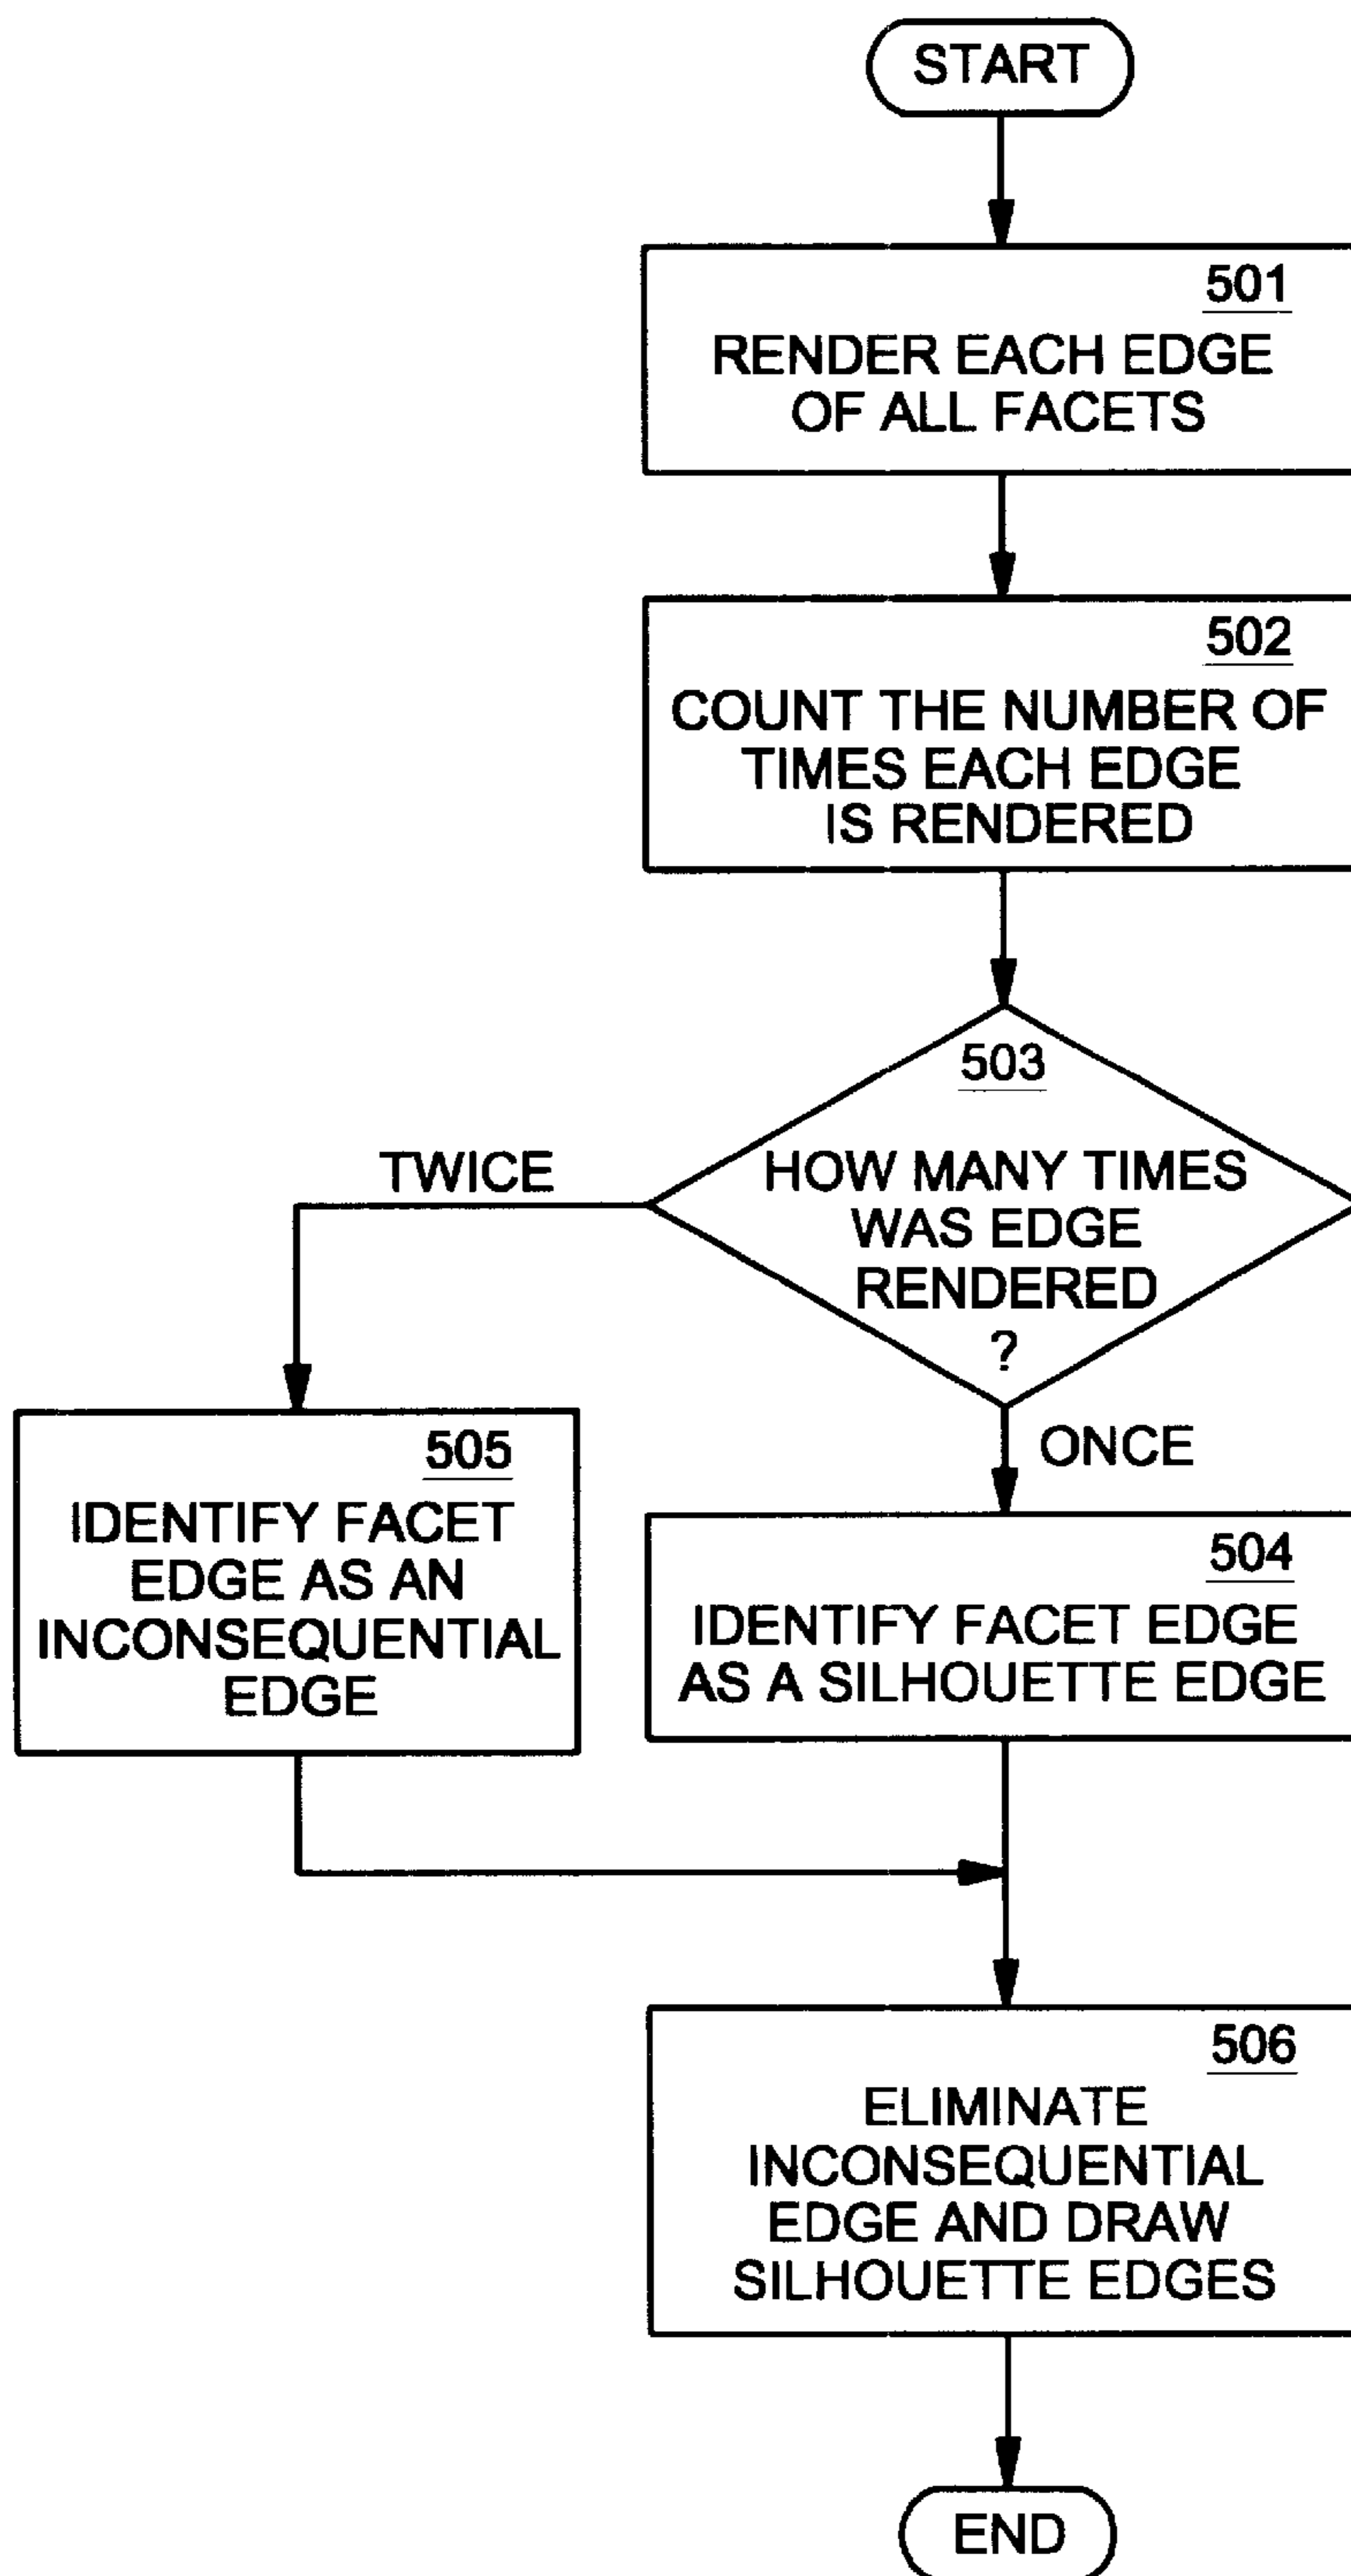 START
501
RENDER EACH EDGE
OF ALL FACETS
502
COUNT THE NUMBER OF
TIMES EACH EDGE
IS RENDERED
503
HOW MANY TIMES
WAS EDGE
RENDERED
?
TWICE
ONCE
505
IDENTIFY FACET
EDGE AS AN
INCONSEQUENTIAL
EDGE
504
IDENTIFY FACET EDGE
AS A SILHOUETTE EDGE
506
ELIMINATE
INCONSEQUENTIAL
EDGE AND DRAW
SILHOUETTE EDGES
END